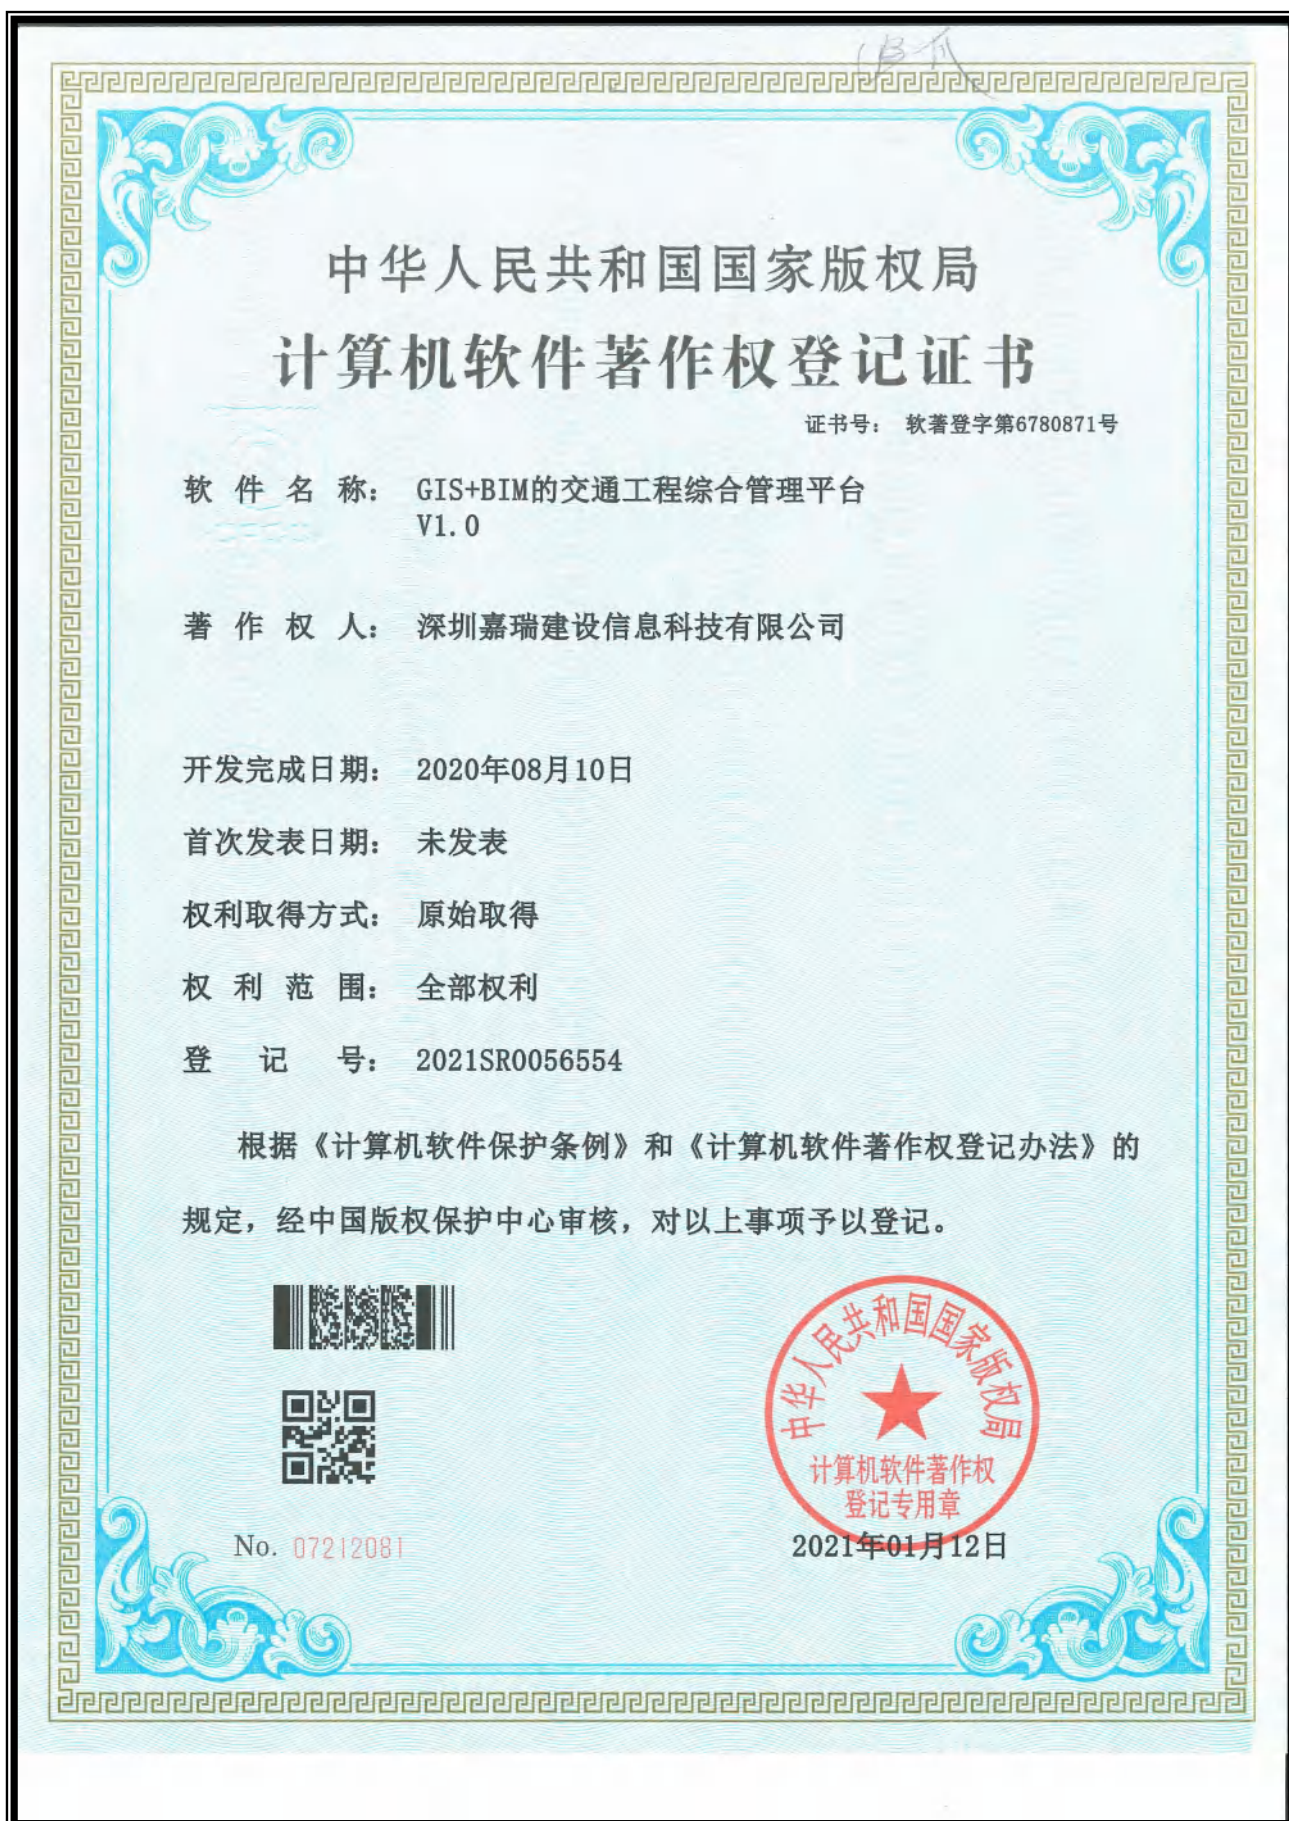 中华人民共和国国家版权局
计算机软件著作权登记证书
证书号： 软著登字第6780871号
软件名称： GIS+BIM的交通工程综合管理平台
V1.0
著作权人： 深圳嘉瑞建设信息科技有限公司
开发完成日期： 2020年08月10日
首次发表日期： 未发表
权利取得方式： 原始取得
权利范围： 全部权利
登记号： 2021SR0056554
根据《计算机软件保护条例》和《计算机软件著作权登记办法》的
规定，经中国版权保护中心审核，对以上事项予以登记。
中华人民共和国国家版权局
计算机软件著作权
登记专用章
No. 07212081
2021年01月12日